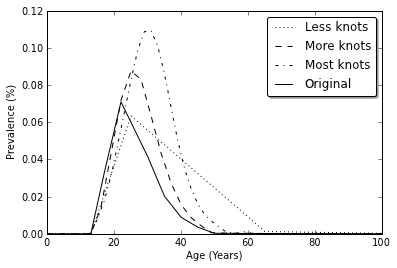 0.12
0.10
0.08
0.06
0.04
0.02
0.00
Prevalence (%)
Less knots
More knots
Most knots
Original
0 20 40 60 80 100
Age (Years)